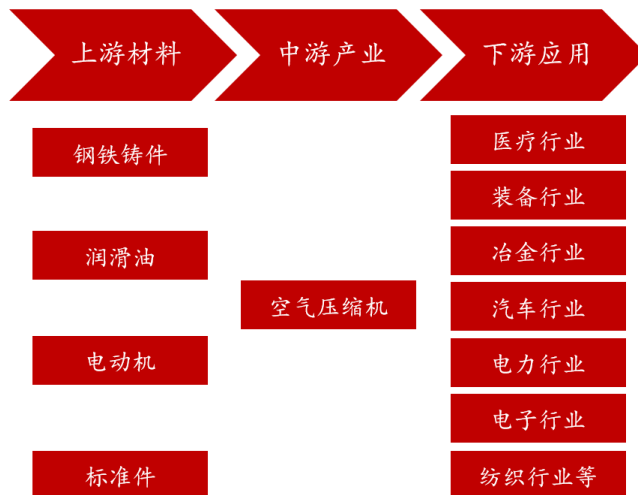 上游材料
中游产业
下游应用
钢铁铸件
润滑油
电动机
标准件
空气压缩机
医疗行业
装备行业
冶金行业
汽车行业
电力行业
电子行业
纺织行业等